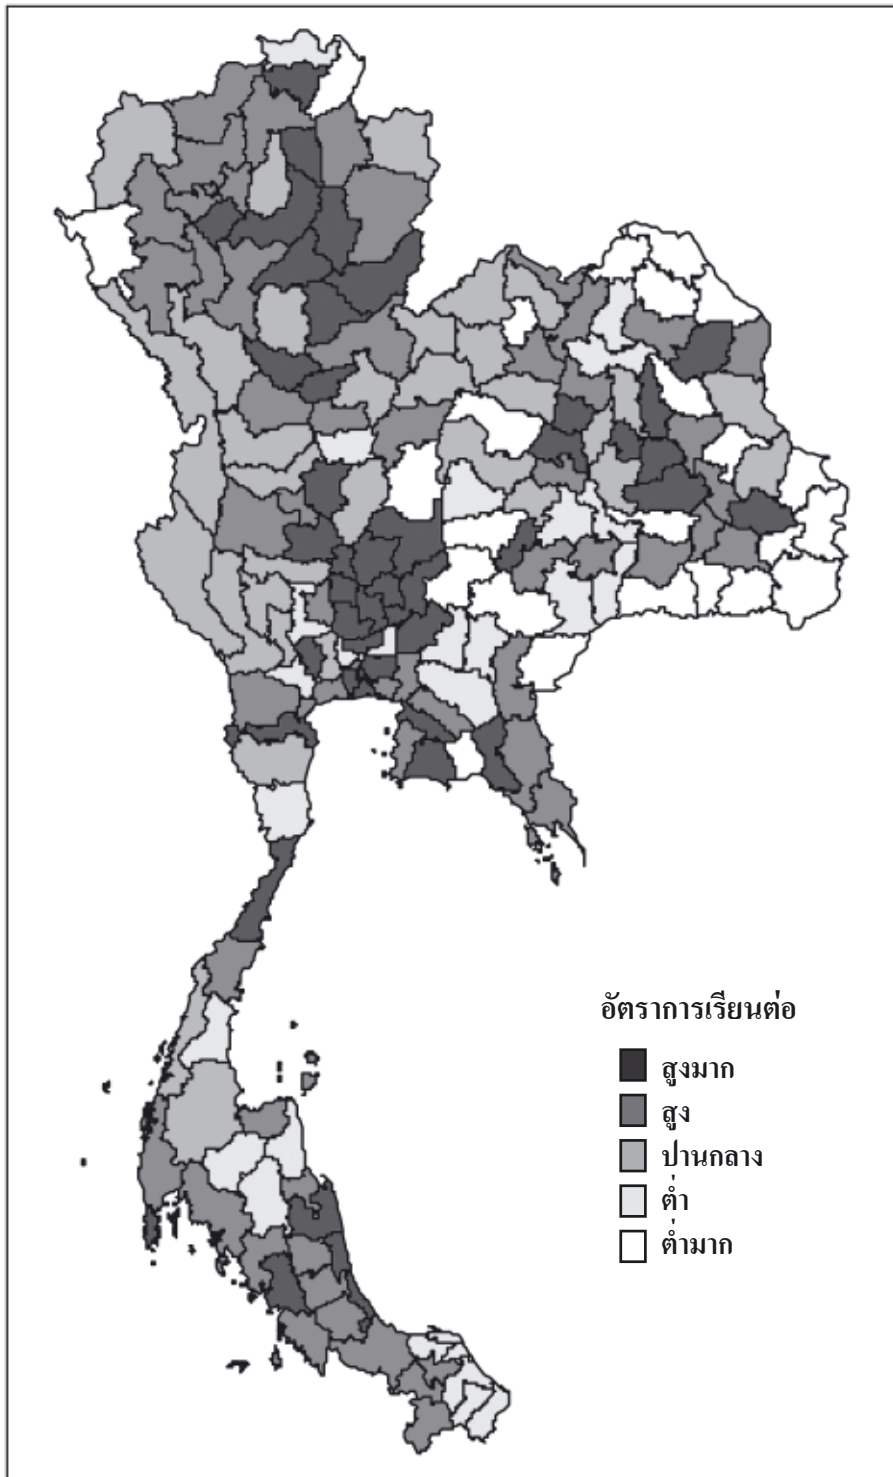 อัตราการเรียนต่อ
สูงมาก
สูง
ปานกลาง
ต่ำ
ต่ำมาก